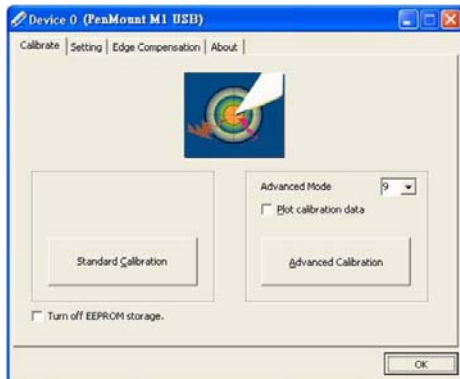 Device 0 (PenMount M1 USB)
Calibrate Setting Edge Compensation About
Advanced Mode 9
Plot calibration data
Standard Calibration Advanced Calibration
Turn off EEPROM storage.
OK